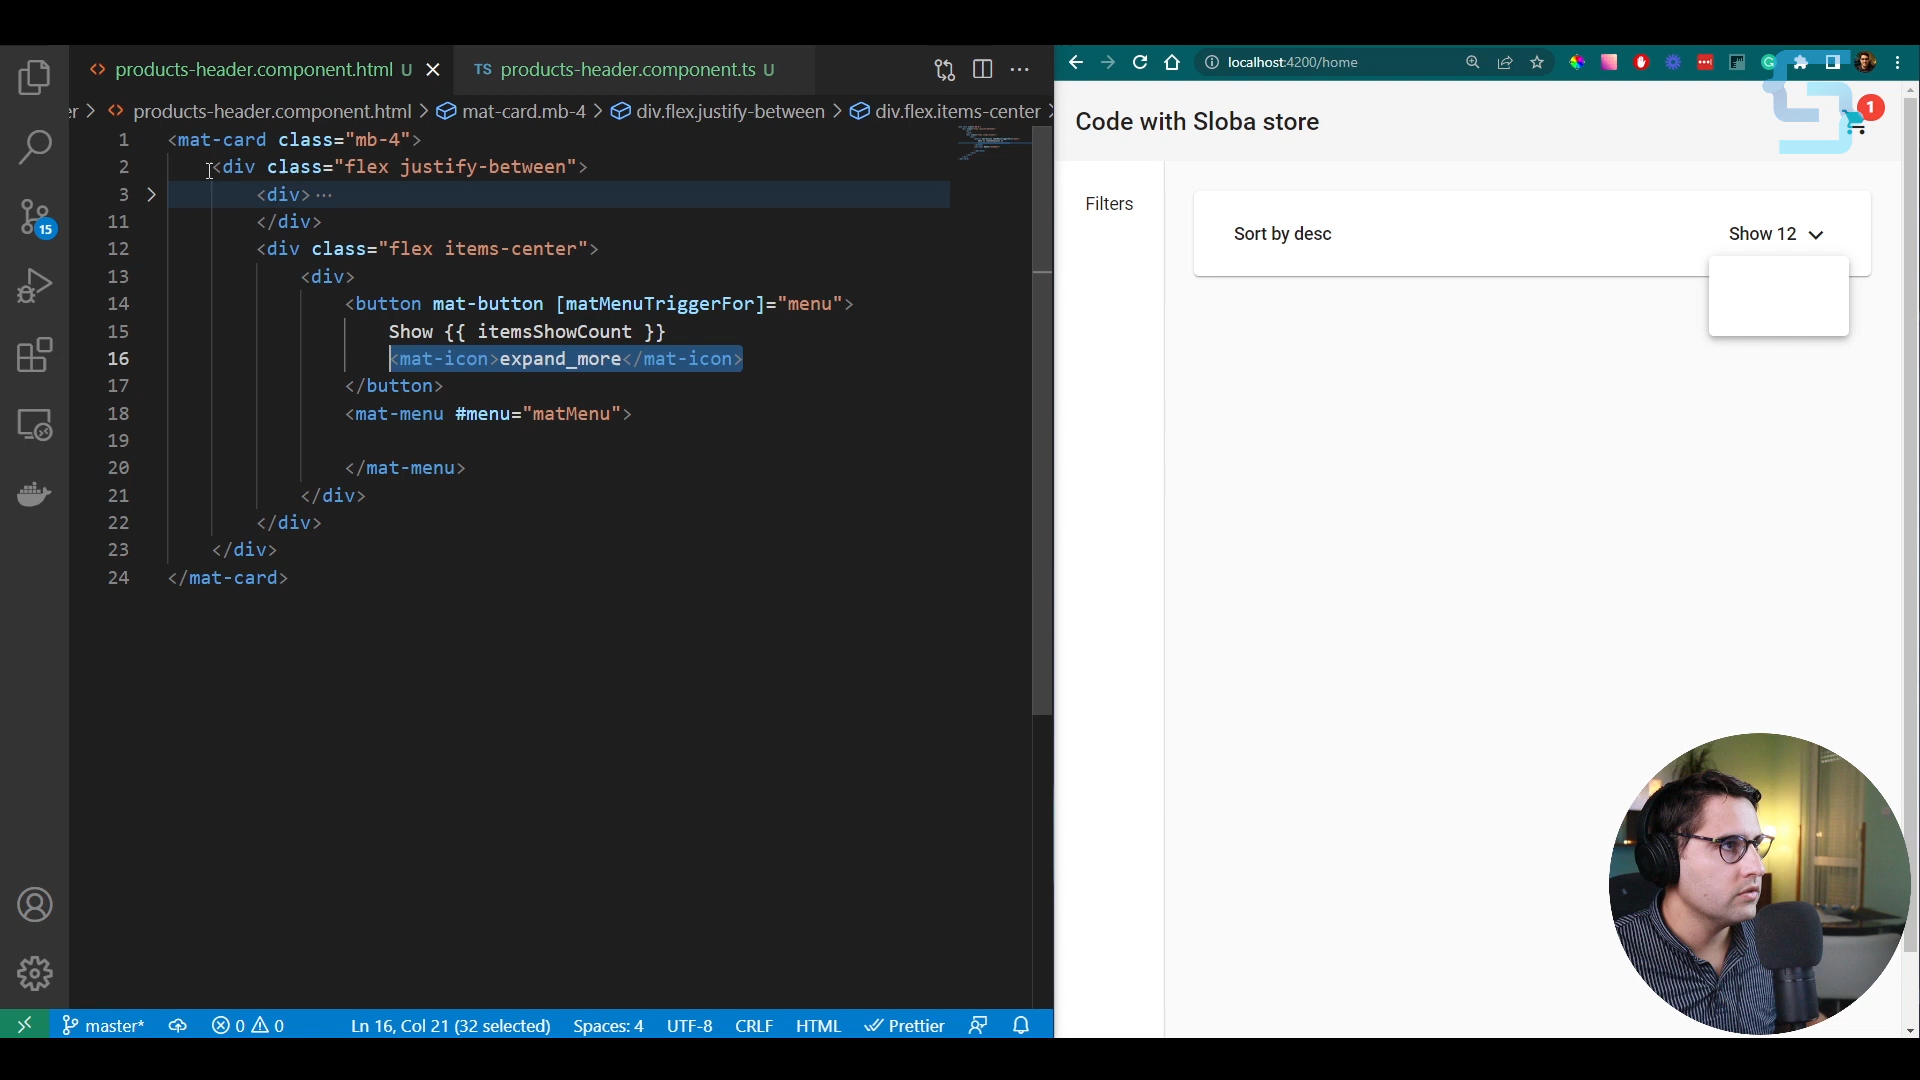 products-header.component.html U
TS products-header.component.ts U
er > products-header.component.html > mat-card.mb-4 > div.flex.justify-between > div.flex.items-center >
1 <mat-card class="mb-4">
2 <div class="flex justify-between">
3 <div>···
11 </div>
12 <div class="flex items-center">
13 <div>
14 <button mat-button [matMenuTriggerFor]="menu">
15 Show {{ itemsShowCount }}
16 <mat-icon>expand_more</mat-icon>
17 </button>
18 <mat-menu #menu="matMenu">
19
20 </mat-menu>
21 </div>
22 </div>
23 </div>
24 </mat-card>
15
master*
0
0
Ln 16, Col 21 (32 selected)
Spaces: 4
UTF-8
CRLF
HTML
Prettier
localhost:4200/home
Code with Sloba store
1
Filters
Sort by desc
Show 12